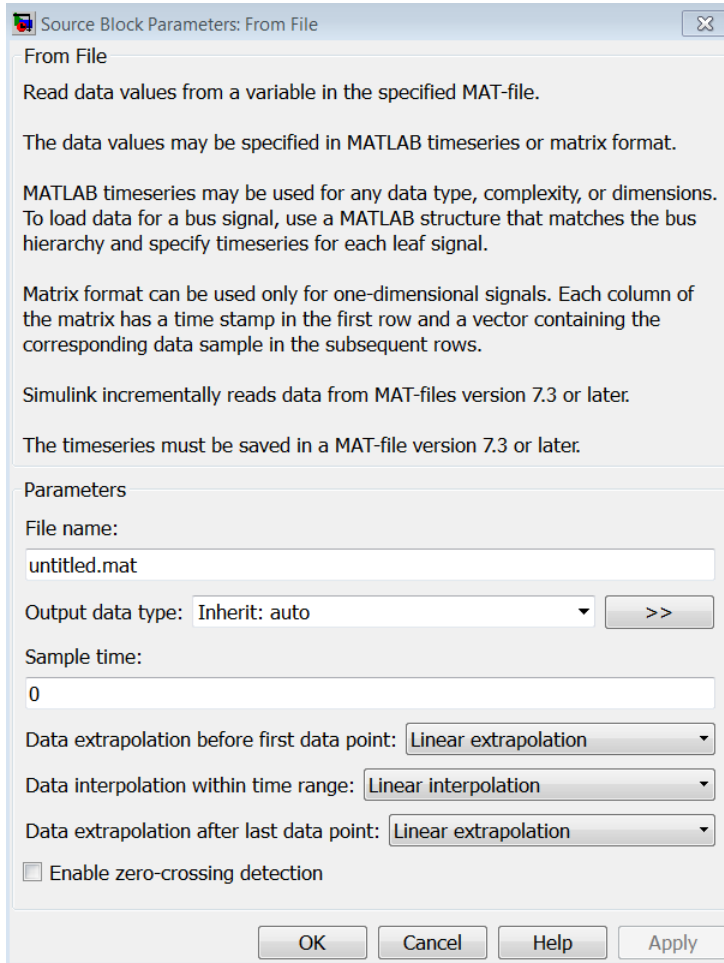 Source Block Parameters: From File
From File
Read data values from a variable in the specified MAT-file.
The data values may be specified in MATLAB timeseries or matrix format.
MATLAB timeseries may be used for any data type, complexity, or dimensions.
To load data for a bus signal, use a MATLAB structure that matches the bus
hierarchy and specify timeseries for each leaf signal.
Matrix format can be used only for one-dimensional signals. Each column of
the matrix has a time stamp in the first row and a vector containing the
corresponding data sample in the subsequent rows.
Simulink incrementally reads data from MAT-files version 7.3 or later.
The timeseries must be saved in a MAT-file version 7.3 or later.
Parameters
File name:
untitled.mat
Output data type: Inherit: auto >>
Sample time:
0
Data extrapolation before first data point: Linear extrapolation
Data interpolation within time range: Linear interpolation
Data extrapolation after last data point: Linear extrapolation
Enable zero-crossing detection
OK Cancel Help Apply